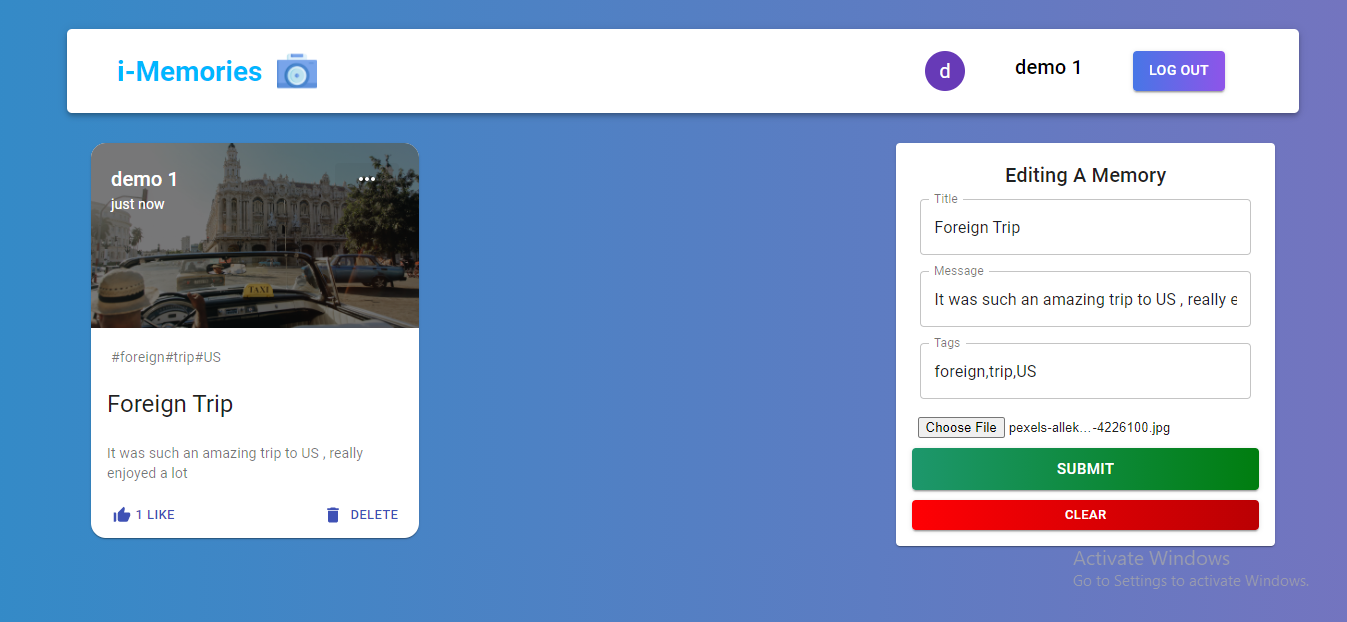 i-Memories
d
demo 1
LOG OUT
demo 1
just now
TAXI
#foreign#trip#US
Foreign Trip
It was such an amazing trip to US , really
enjoyed a lot
1 LIKE
DELETE
Editing A Memory
Title
Foreign Trip
Message
It was such an amazing trip to US , really e
Tags
foreign,trip,US
Choose File pexels-allek...-4226100.jpg
SUBMIT
CLEAR
Activate Windows
Go to Settings to activate Windows.